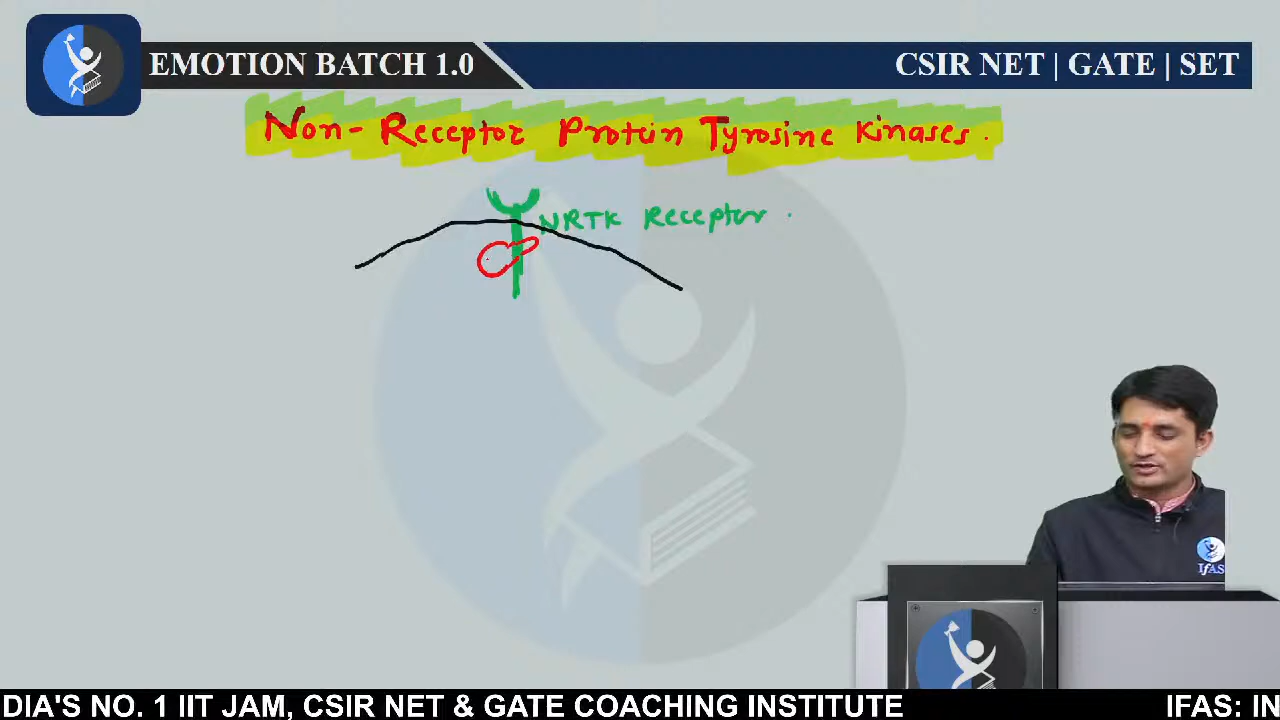 EMOTION BATCH 1.0
CSIR NET | GATE | SET
Non-Receptor Protein Tyrosine Kinases.
NRTK Receptor.
IFAS
DIA'S NO. 1 IIT JAM, CSIR NET & GATE COACHING INSTITUTE IFAS: IN